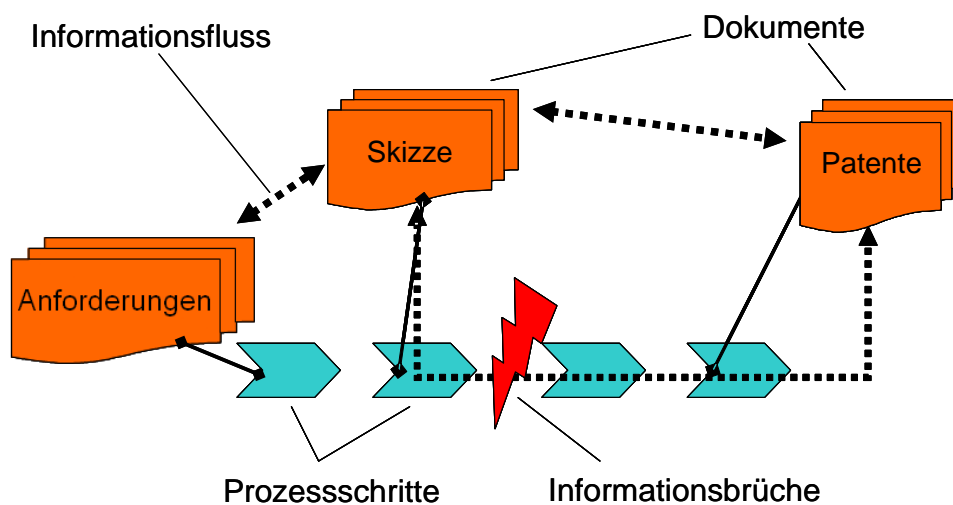 Informationsfluss
Dokumente
Skizze
Patente
Anforderungen
Prozessschritte
Informationsbrüche